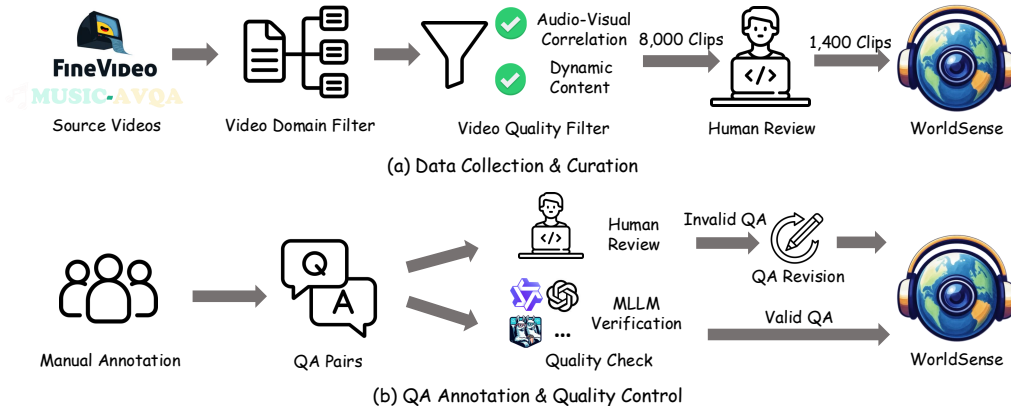 FINEVIDEO
MUSIC-AVQA
Source Videos
Video Domain Filter
Audio-Visual
Correlation
Dynamic
Content
Video Quality Filter
8,000 Clips
Human Review
1,400 Clips
WorldSense
(a) Data Collection & Curation
Manual Annotation
Q
A
QA Pairs
Human
Review
MLLM
Verification
...
Quality Check
Invalid QA
QA Revision
Valid QA
WorldSense
(b) QA Annotation & Quality Control